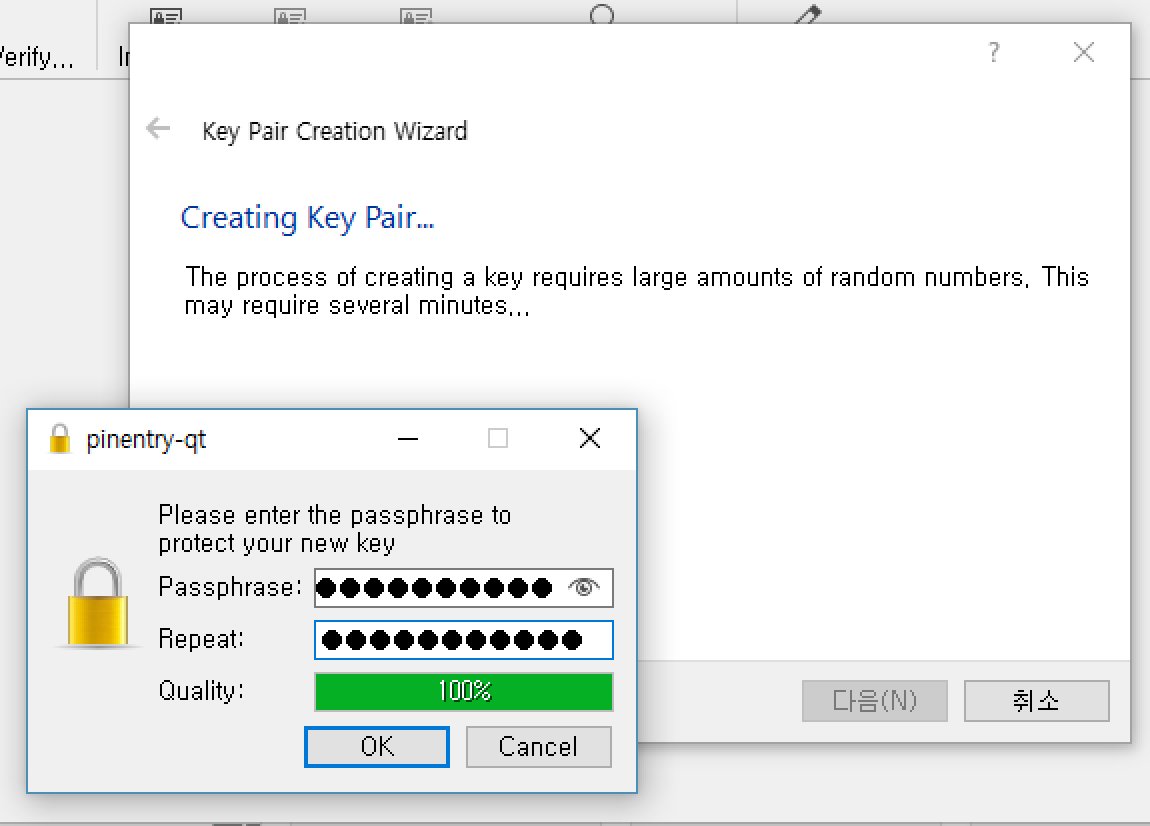 Verify...
Key Pair Creation Wizard
Creating Key Pair...
The process of creating a key requires large amounts of random numbers. This
may require several minutes...
pinentry-qt
Please enter the passphrase to
protect your new key
Passphrase:
Repeat:
Quality: 100%
OK Cancel
다음(N) 취소